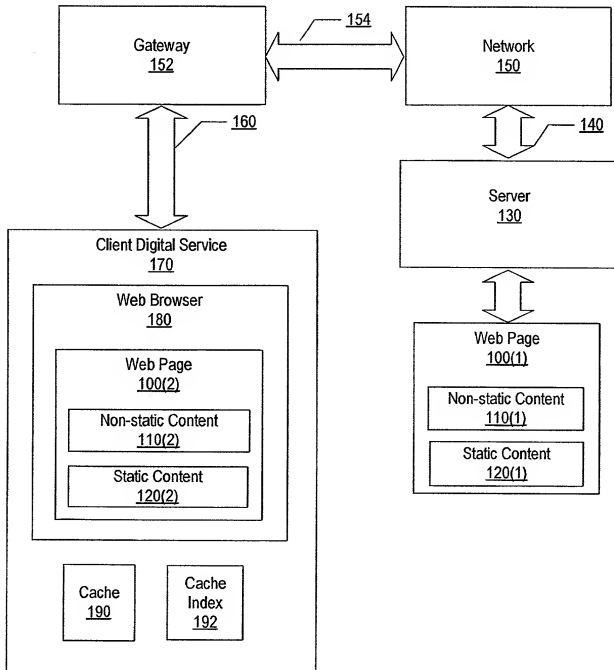 Gateway
152
154
Network
150
160
140
Server
130
Client Digital Service
170
Web Browser
180
Web Page
100(2)
Non-static Content
110(2)
Static Content
120(2)
Web Page
100(1)
Non-static Content
110(1)
Static Content
120(1)
Cache
190
Cache
Index
192